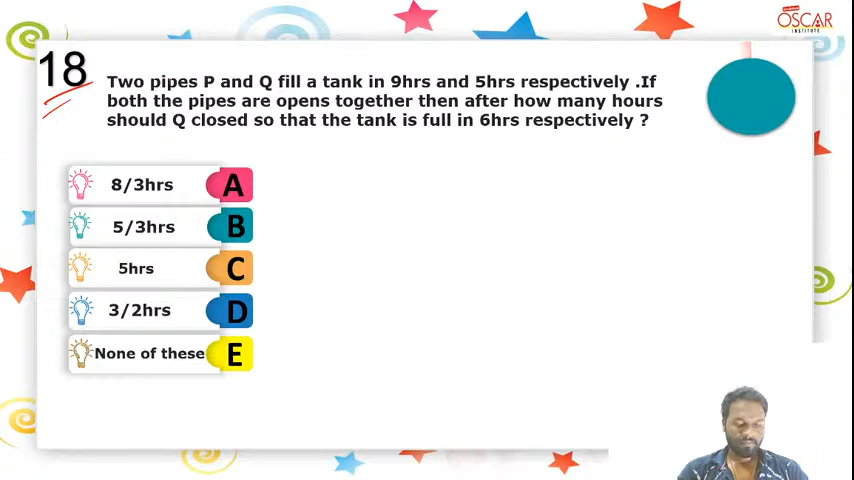 OSCAR
INSTITUTE
18
Two pipes P and Q fill a tank in 9hrs and 5hrs respectively .If
both the pipes are opens together then after how many hours
should Q closed so that the tank is full in 6hrs respectively ?
8/3hrs A
5/3hrs B
5hrs C
3/2hrs D
None of these E